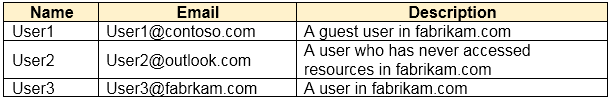 Name Email Description
User1 User1@contoso.com A guest user in fabrikam.com
User2 User2@outlook.com A user who has never accessed
resources in fabrikam.com
User3 User3@fabrkam.com A user in fabrikam.com